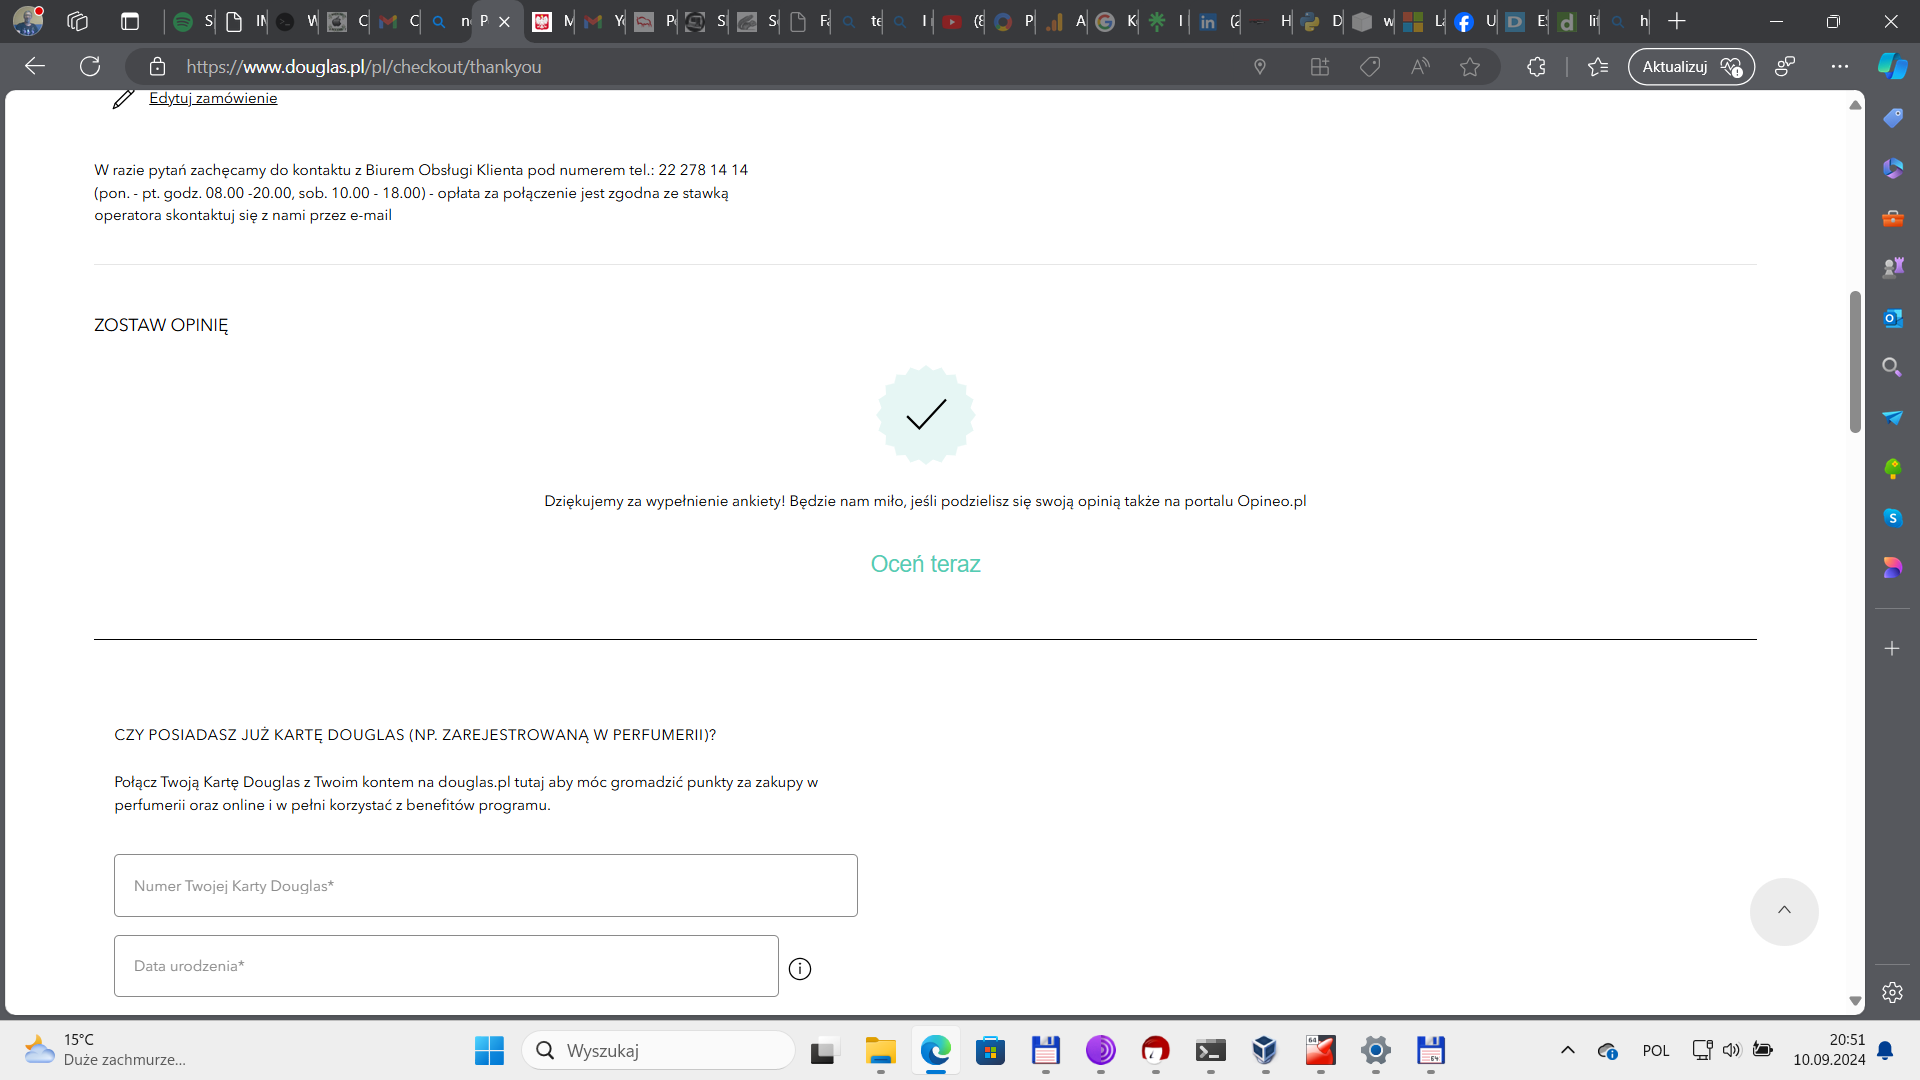 https://www.douglas.pl/pl/checkout/thankyou
Aktualizuj
Edytuj zamówienie
W razie pytań zachęcamy do kontaktu z Biurem Obsługi Klienta pod numerem tel.: 22 278 14 14
(pon. - pt. godz. 08.00 -20.00, sob. 10.00 - 18.00) - opłata za połączenie jest zgodna ze stawką
operatora skontaktuj się z nami przez e-mail
ZOSTAW OPINIĘ
Dziękujemy za wypełnienie ankiety! Będzie nam miło, jeśli podzielisz się swoją opinią także na portalu Opineo.pl
Oceń teraz
CZY POSIADASZ JUŻ KARTĘ DOUGLAS (NP. ZAREJESTROWANĄ W PERFUMERII)?
Połącz Twoją Kartę Douglas z Twoim kontem na douglas.pl tutaj aby móc gromadzić punkty za zakupy w
perfumerii oraz online i w pełni korzystać z benefitów programu.
Numer Twojej Karty Douglas*
Data urodzenia*
15°C
Duże zachmurze...
Wyszukaj
POL
20:51
10.09.2024